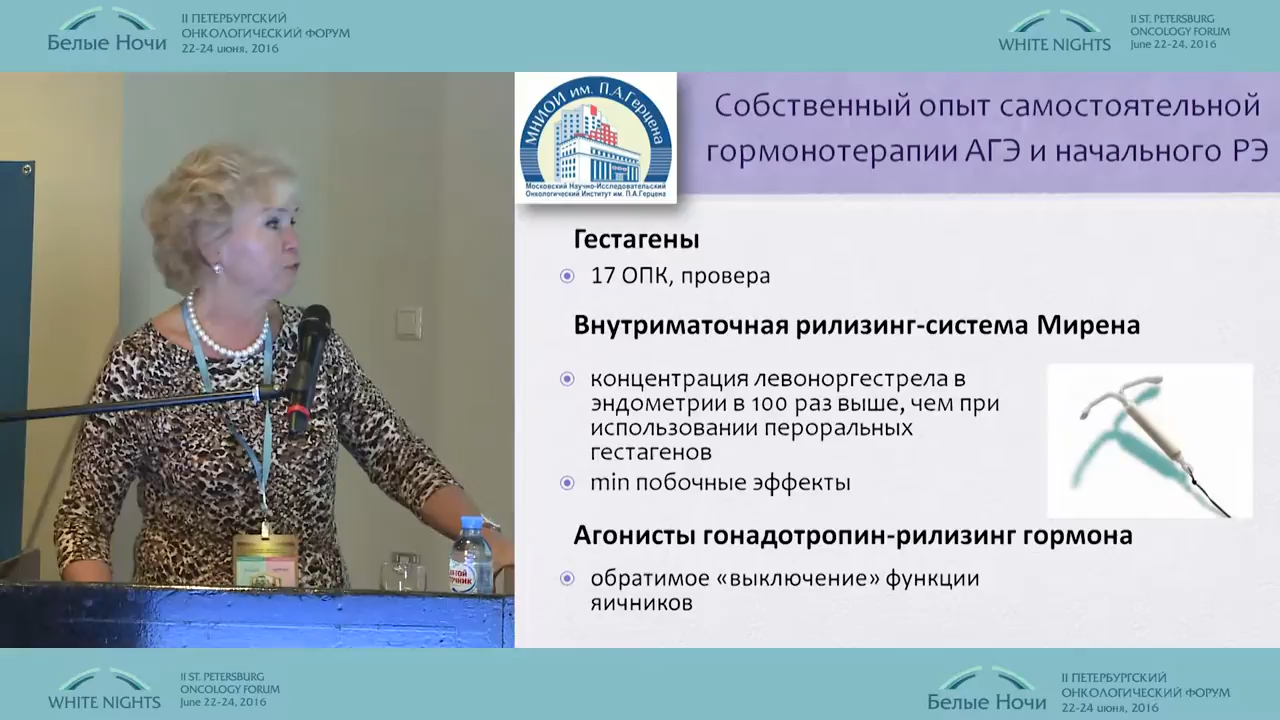 Белые Ночи
II ПЕТЕРБУРГСКИЙ
ОНКОЛОГИЧЕСКИЙ ФОРУМ
22-24 июня, 2016
WHITE NIGHTS
II ST. PETERSBURG
ONCOLOGY FORUM
June 22-24, 2016
МНИОИ им. П.А.Герцена
Московский Научно-Исследовательский
Онкологический Институт им. П.А.Герцена
Собственный опыт самостоятельной
гормонотерапии АГЭ и начального РЭ
Гестагены
17 ОПК, провера
Внутриматочная рилизинг-система Мирена
концентрация левоноргестрела в
эндометрии в 100 раз выше, чем при
использовании пероральных
гестагенов
min побочные эффекты
Агонисты гонадотропин-рилизинг гормона
обратимое «выключение» функции
яичников
WHITE NIGHTS
II ST. PETERSBURG
ONCOLOGY FORUM
June 22-24, 2016
Белые Ночи
II ПЕТЕРБУРГСКИЙ
ОНКОЛОГИЧЕСКИЙ ФОРУМ
22-24 июня, 2016